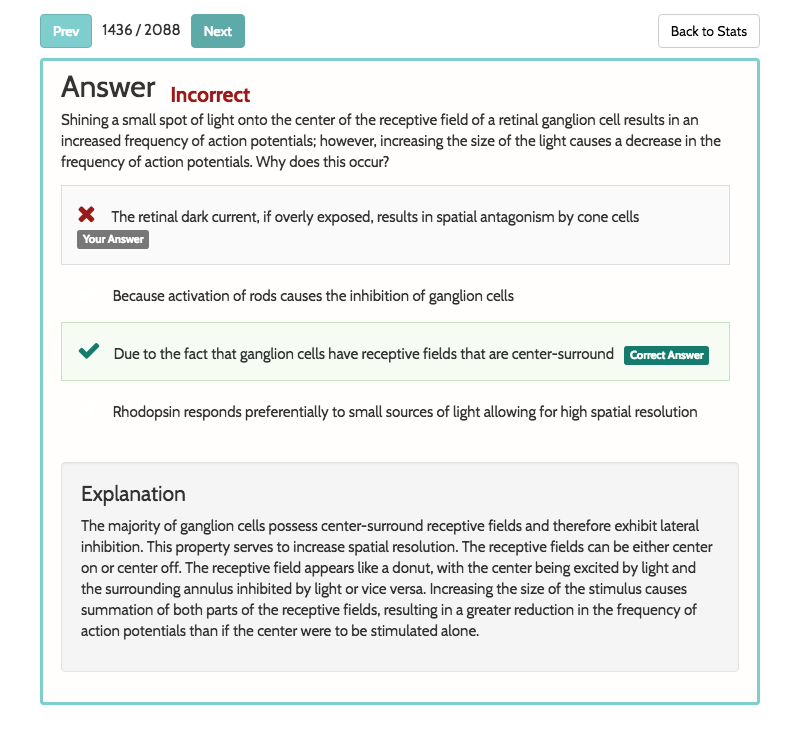 Prev 1436 / 2088 Next Back to Stats
Answer Incorrect
Shining a small spot of light onto the center of the receptive field of a retinal ganglion cell results in an
increased frequency of action potentials; however, increasing the size of the light causes a decrease in the
frequency of action potentials. Why does this occur?
The retinal dark current, if overly exposed, results in spatial antagonism by cone cells
Your Answer
Because activation of rods causes the inhibition of ganglion cells
Due to the fact that ganglion cells have receptive fields that are center-surround Correct Answer
Rhodopsin responds preferentially to small sources of light allowing for high spatial resolution
Explanation
The majority of ganglion cells possess center-surround receptive fields and therefore exhibit lateral
inhibition. This property serves to increase spatial resolution. The receptive fields can be either center
on or center off. The receptive field appears like a donut, with the center being excited by light and
the surrounding annulus inhibited by light or vice versa. Increasing the size of the stimulus causes
summation of both parts of the receptive fields, resulting in a greater reduction in the frequency of
action potentials than if the center were to be stimulated alone.